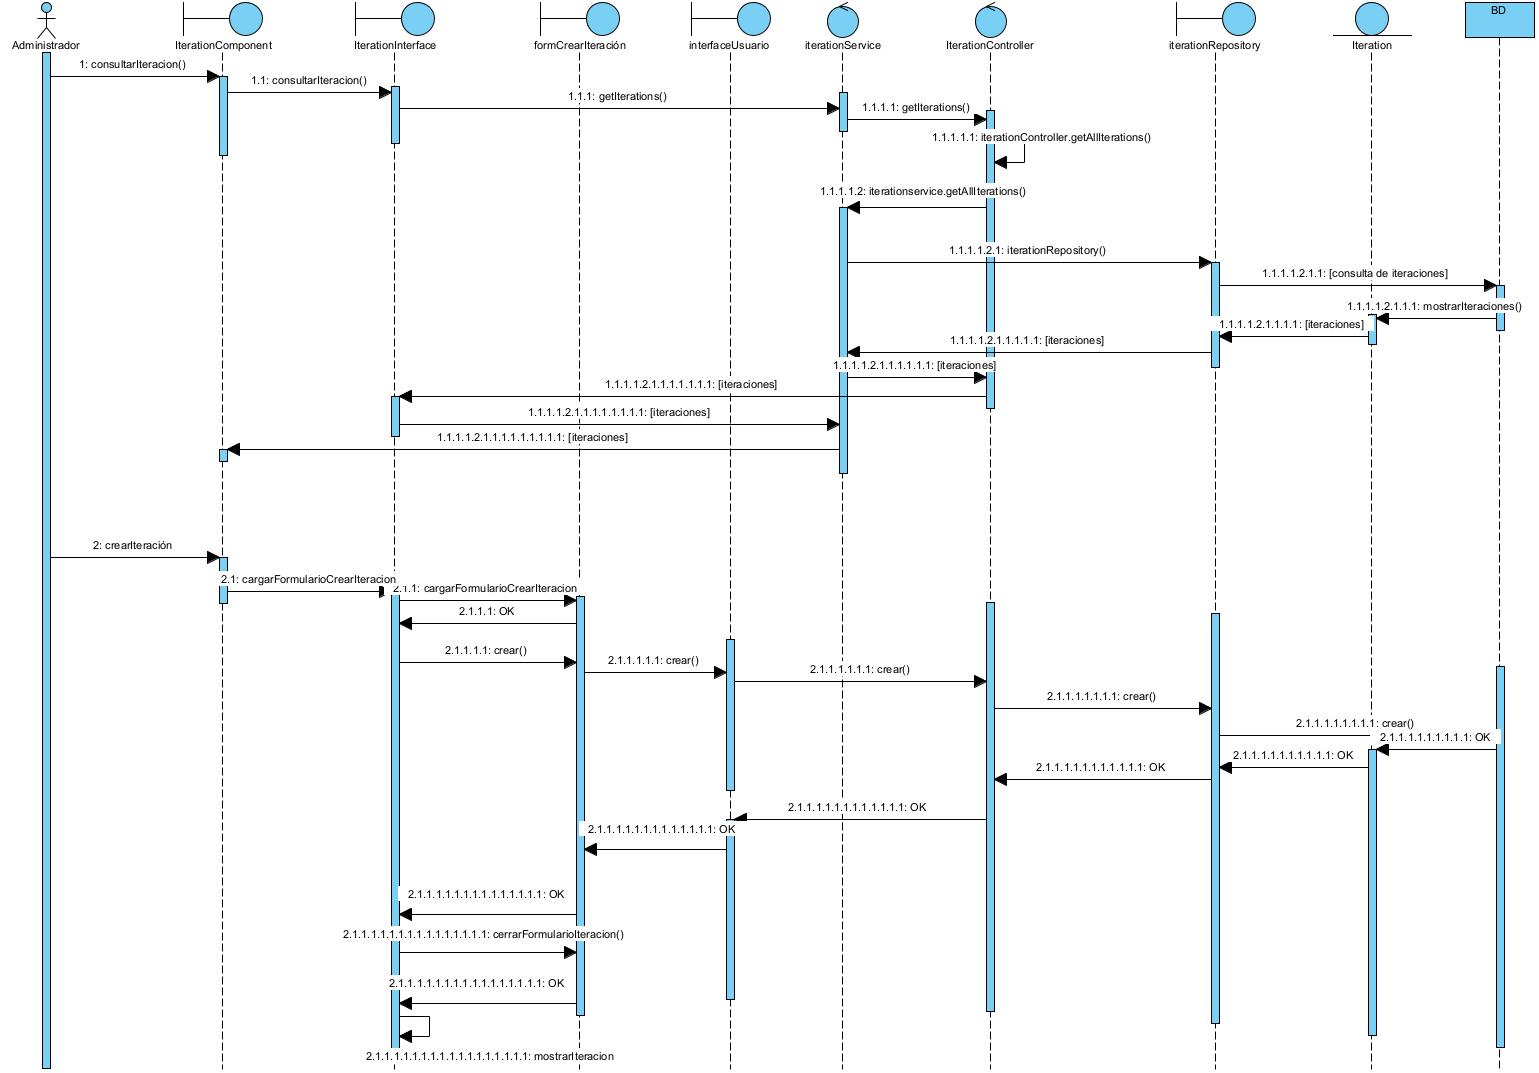 Administrador
IterationComponent
IterationInterface
formCrearIteración
interfaceUsuario
iterationService
IterationController
iterationRepository
Iteration
BD
1: consultarIteracion()
1.1: consultarIteracion()
1.1.1: getIterations()
1.1.1.1: getIterations()
1.1.1.1.1: iterationController.getAllIterations()
1.1.1.1.2: iterationservice.getAllIterations()
1.1.1.1.2.1: iterationRepository()
1.1.1.1.2.1.1: [consulta de iteraciones]
1.1.1.1.2.1.1.1: mostrarIteraciones()
1.1.1.1.2.1.1.1.1: [iteraciones]
1.1.1.1.2.1.1.1.1.1: [iteraciones]
1.1.1.1.2.1.1.1.1.1.1: [iteraciones]
1.1.1.1.2.1.1.1.1.1.1.1: [iteraciones]
1.1.1.1.2.1.1.1.1.1.1.1.1: [iteraciones]
1.1.1.1.2.1.1.1.1.1.1.1.1.1: [iteraciones]
2: crearIteración
2.1: cargarFormularioCrearIteracion
2.1.1: cargarFormularioCrearIteracion
2.1.1.1: OK
2.1.1.1.1: crear()
2.1.1.1.1.1: crear()
2.1.1.1.1.1.1: crear()
2.1.1.1.1.1.1.1: crear()
2.1.1.1.1.1.1.1.1: crear()
2.1.1.1.1.1.1.1.1.1: OK
2.1.1.1.1.1.1.1.1.1.1: OK
2.1.1.1.1.1.1.1.1.1.1.1: OK
2.1.1.1.1.1.1.1.1.1.1.1.1: OK
2.1.1.1.1.1.1.1.1.1.1.1.1.1: OK
2.1.1.1.1.1.1.1.1.1.1.1.1.1.1: OK
2.1.1.1.1.1.1.1.1.1.1.1.1.1.1.1: cerrarFormularioIteracion()
2.1.1.1.1.1.1.1.1.1.1.1.1.1.1.1.1: OK
2.1.1.1.1.1.1.1.1.1.1.1.1.1.1.1.1.1: mostrarIteracion